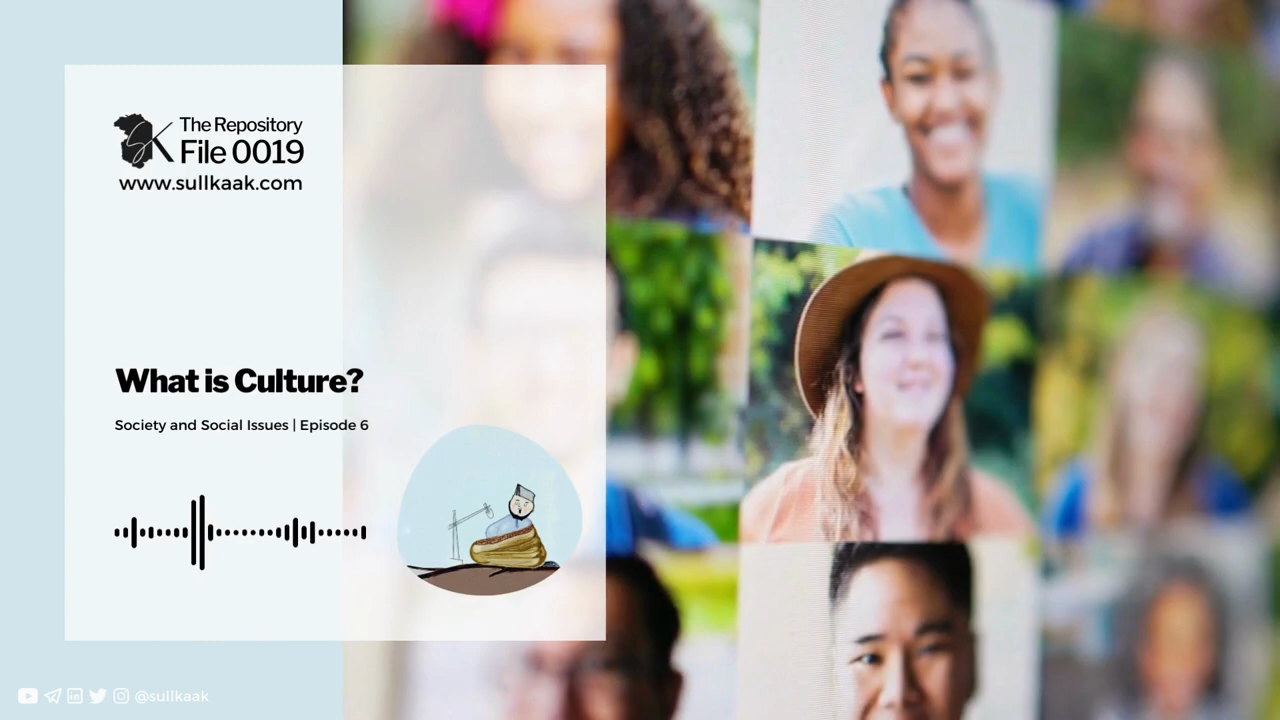 The Repository
File 0019
www.sullkaak.com
What is Culture?
Society and Social Issues | Episode 6
@sullkaak